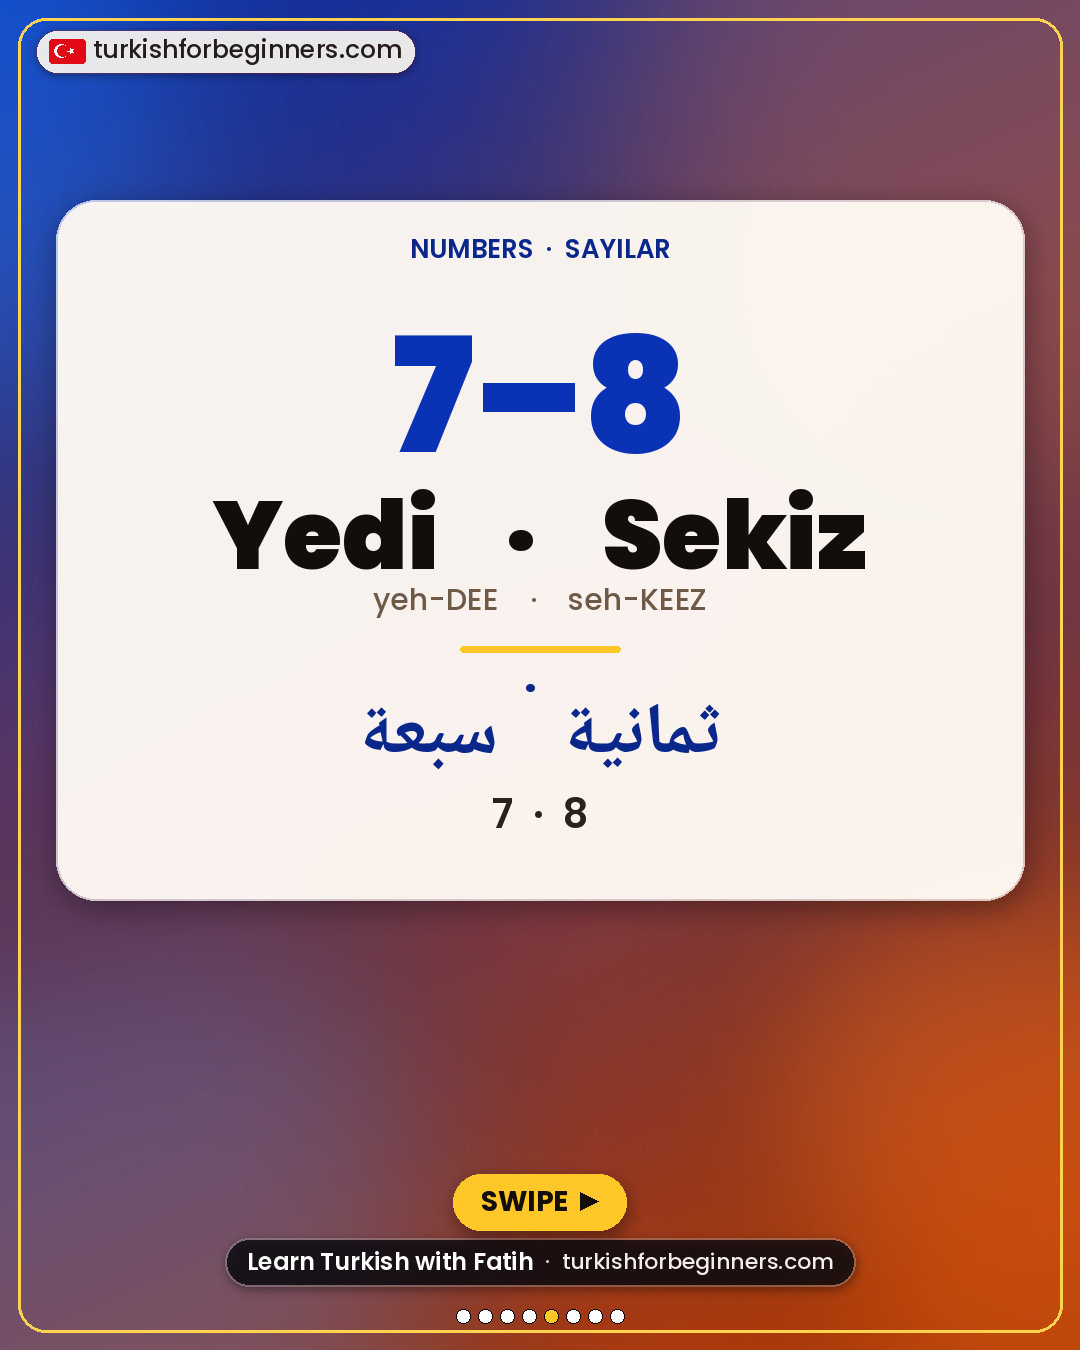 turkishforbeginners.com
NUMBERS · SAYILAR
7–8
Yedi · Sekiz
yeh-DEE · seh-KEEZ
سبعة · ثمانية
7 · 8
SWIPE ▶
Learn Turkish with Fatih · turkishforbeginners.com